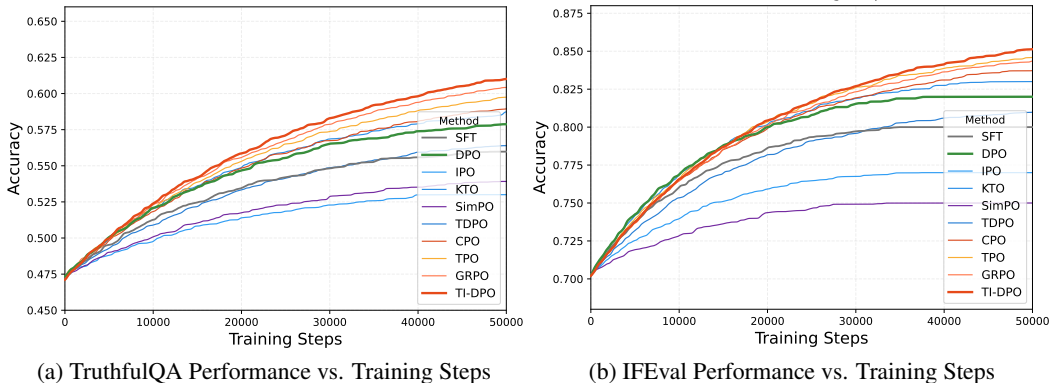 0.650
0.625
0.600
0.575
0.550
0.525
0.500
0.475
0.450
Accuracy
0 10000 20000 30000 40000 50000
Training Steps
Method
SFT
DPO
IPO
KTO
SimPO
TDPO
CPO
TPO
GRPO
TI-DPO
(a) TruthfulQA Performance vs. Training Steps
0.875
0.850
0.825
0.800
0.775
0.750
0.725
0.700
Accuracy
0 10000 20000 30000 40000 50000
Training Steps
Method
SFT
DPO
IPO
KTO
SimPO
TDPO
CPO
TPO
GRPO
TI-DPO
(b) IFEval Performance vs. Training Steps